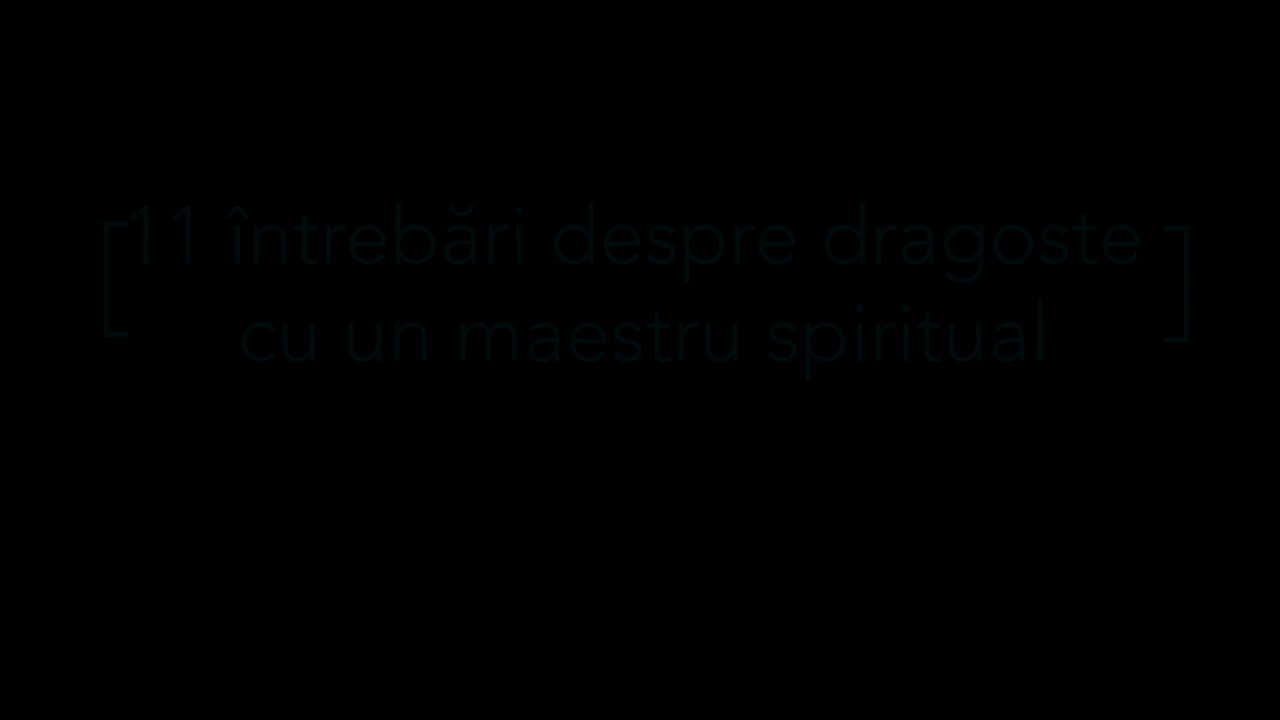 [11 întrebări despre dragoste
cu un maestru spiritual]